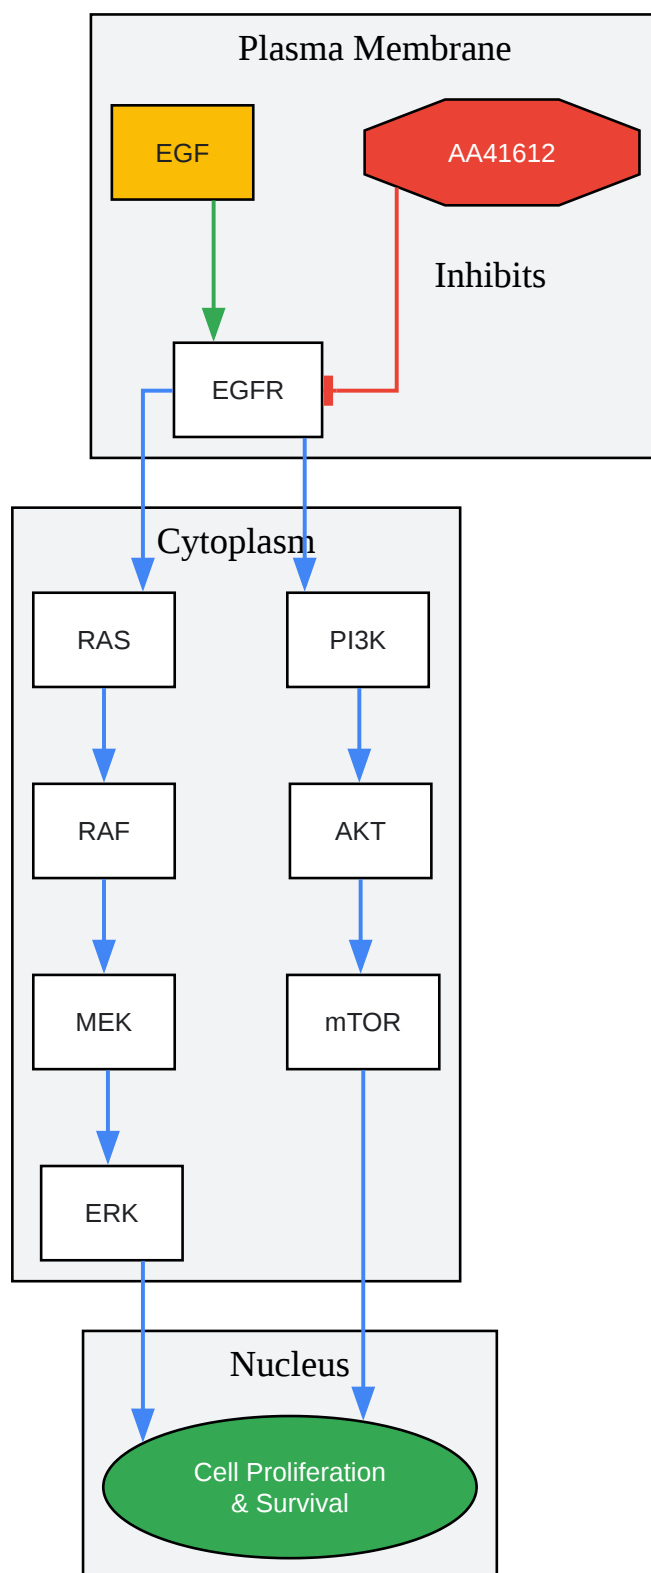 Plasma Membrane
EGF
AA41612
Inhibits
EGFR
Cytoplasm
RAS
PI3K
RAF
AKT
MEK
mTOR
ERK
Nucleus
Cell Proliferation
& Survival